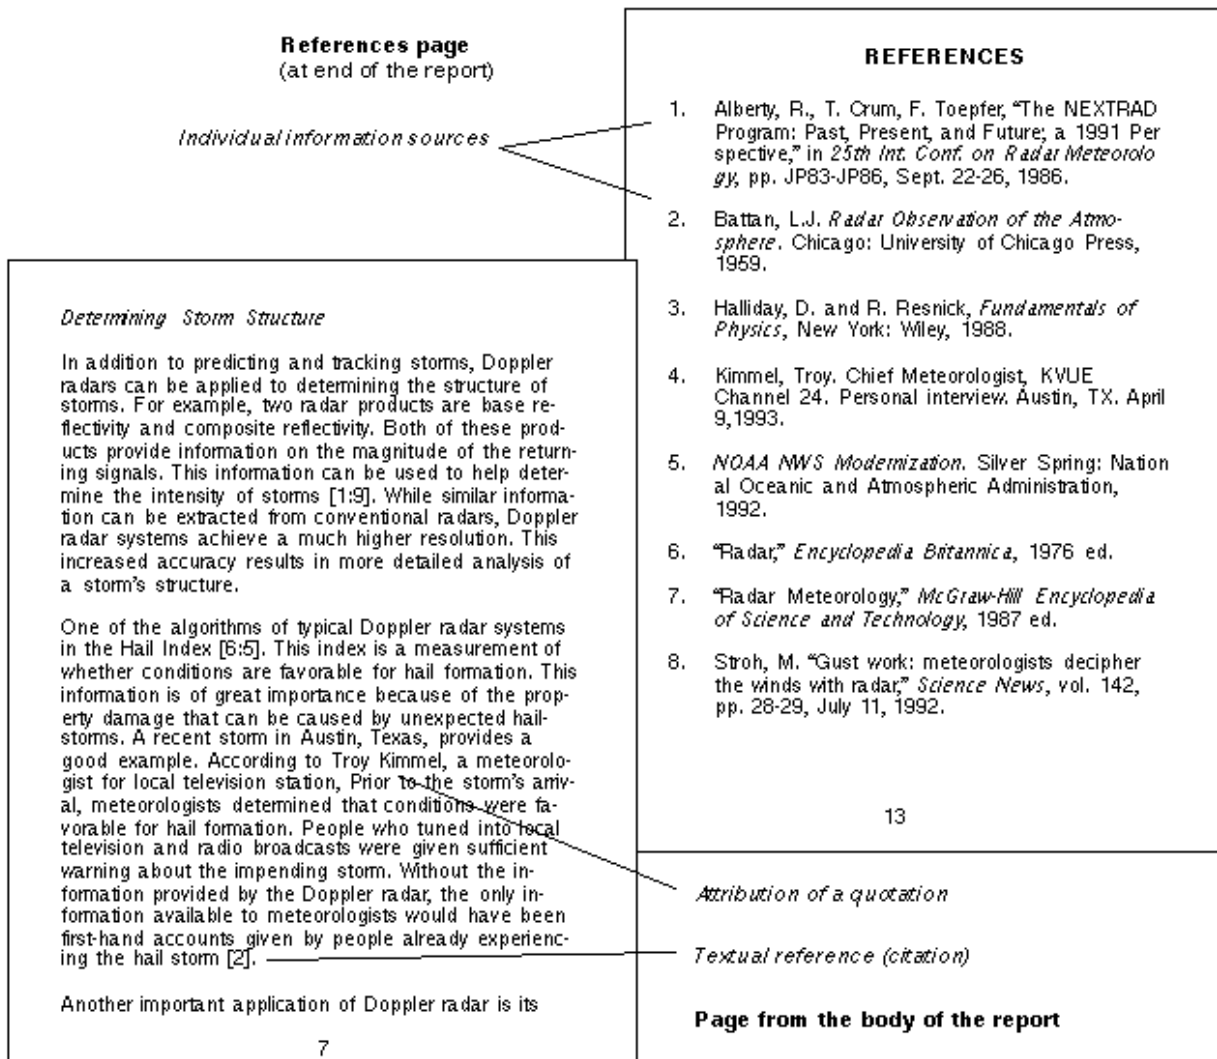 References page
(at end of the report)
Individual information sources
REFERENCES
1. Alberty, R., T. Crum, F. Toepfer, “The NEXTRAD
Program: Past, Present, and Future; a 1991 Per
spective,” in 25th Int. Conf. on Radar Meteorolo
gy, pp. JP83-JP86, Sept. 22-26, 1986.
2. Battan, L.J. Radar Observation of the Atmo-
sphere. Chicago: University of Chicago Press,
1959.
3. Halliday, D. and R. Resnick, Fundamentals of
Physics, New York: Wiley, 1988.
4. Kimmel, Troy. Chief Meteorologist, KVUE
Channel 24. Personal interview. Austin, TX. April
9,1993.
5. NOAA NWS Modernization. Silver Spring: Nation
al Oceanic and Atmospheric Administration,
1992.
6. “Radar,” Encyclopedia Britannica, 1976 ed.
7. “Radar Meteorology,” McGraw-Hill Encyclopedia
of Science and Technology, 1987 ed.
8. Stroh, M. “Gust work: meteorologists decipher
the winds with radar,” Science News, vol. 142,
pp. 28-29, July 11, 1992.
13
Determining Storm Structure
In addition to predicting and tracking storms, Doppler
radars can be applied to determining the structure of
storms. For example, two radar products are base re-
flectivity and composite reflectivity. Both of these prod-
ucts provide information on the magnitude of the return-
ing signals. This information can be used to help deter-
mine the intensity of storms [1:9]. While similar informa-
tion can be extracted from conventional radars, Doppler
radar systems achieve a much higher resolution. This
increased accuracy results in more detailed analysis of
a storm’s structure.
One of the algorithms of typical Doppler radar systems
in the Hail Index [6:5]. This index is a measurement of
whether conditions are favorable for hail formation. This
information is of great importance because of the prop-
erty damage that can be caused by unexpected hail-
storms. A recent storm in Austin, Texas, provides a
good example. According to Troy Kimmel, a meteorolo-
gist for local television station, Prior to the storm’s arriv-
al, meteorologists determined that conditions were fa-
vorable for hail formation. People who tuned into local
television and radio broadcasts were given sufficient
warning about the impending storm. Without the in-
formation provided by the Doppler radar, the only in-
formation available to meteorologists would have been
first-hand accounts given by people already experienc-
ing the hail storm [2].
Another important application of Doppler radar is its
7
Attribution of a quotation
Textual reference (citation)
Page from the body of the report